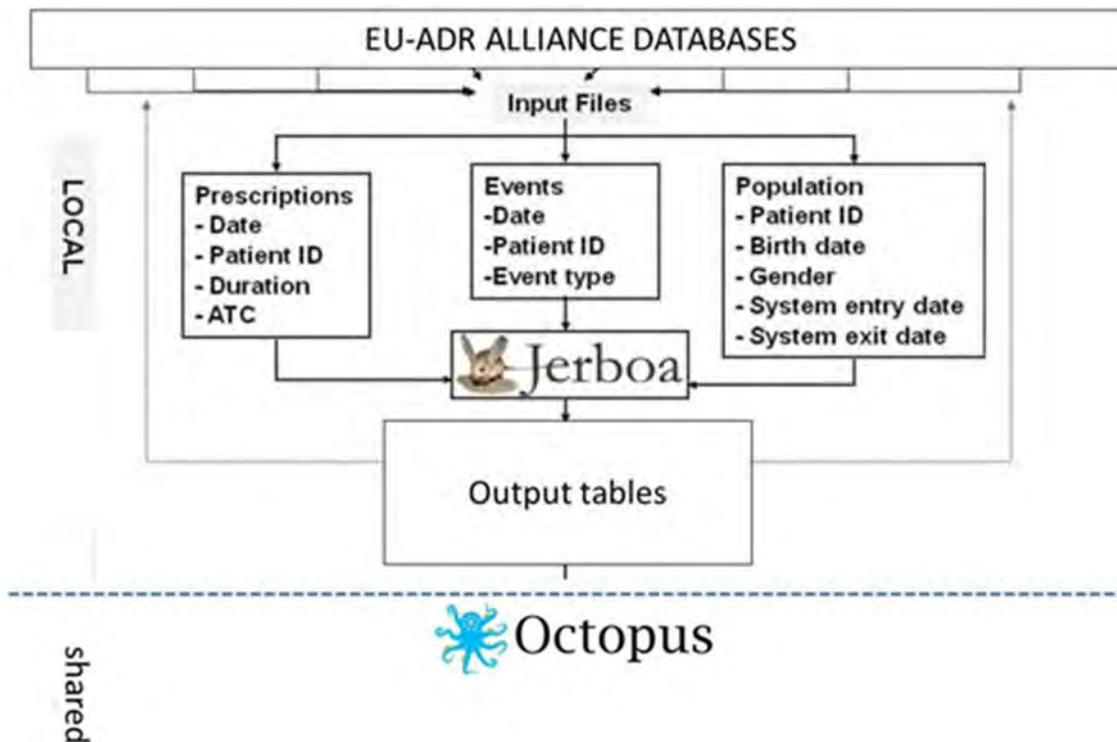 EU-ADR ALLIANCE DATABASES
Input Files
LOCAL
Prescriptions
- Date
- Patient ID
- Duration
- ATC
Events
-Date
-Patient ID
-Event type
Population
- Patient ID
- Birth date
- Gender
- System entry date
- System exit date
Jerboa
Output tables
Octopus
shared